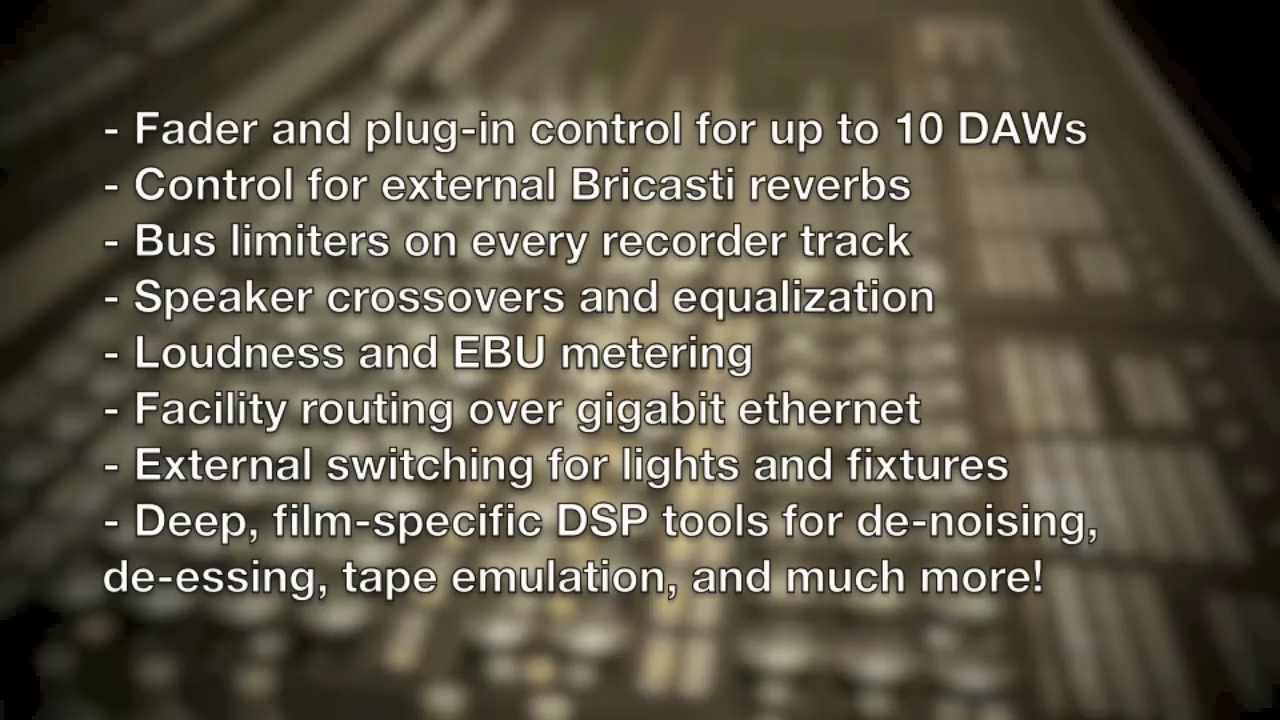 - Fader and plug-in control for up to 10 DAWs
- Control for external Bricasti reverbs
- Bus limiters on every recorder track
- Speaker crossovers and equalization
- Loudness and EBU metering
- Facility routing over gigabit ethernet
- External switching for lights and fixtures
- Deep, film-specific DSP tools for de-noising,
de-essing, tape emulation, and much more!